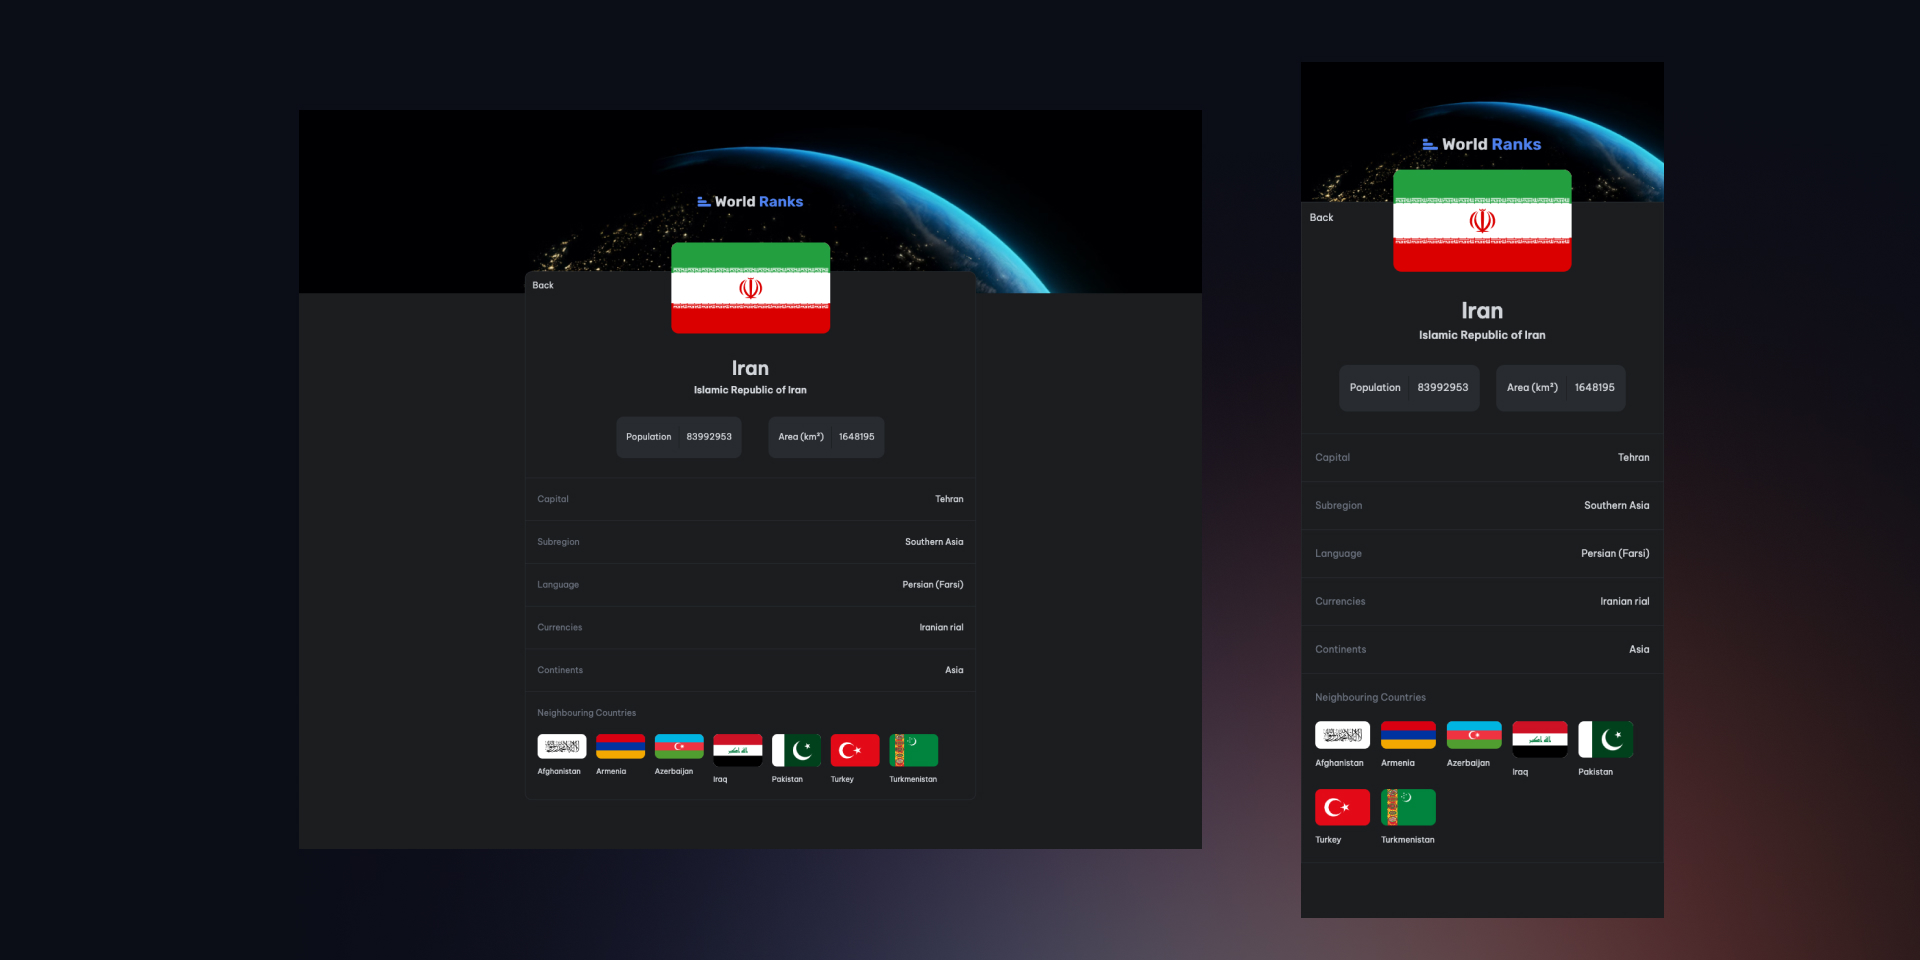 World Ranks
Back
Iran
Islamic Republic of Iran
Population 83992953 Area (km²) 1648195
Capital Tehran
Subregion Southern Asia
Language Persian (Farsi)
Currencies Iranian rial
Continents Asia
Neighbouring Countries
Afghanistan Armenia Azerbaijan Iraq Pakistan Turkey Turkmenistan
World Ranks
Back
Iran
Islamic Republic of Iran
Population 83992953 Area (km²) 1648195
Capital Tehran
Subregion Southern Asia
Language Persian (Farsi)
Currencies Iranian rial
Continents Asia
Neighbouring Countries
Afghanistan Armenia Azerbaijan Iraq Pakistan
Turkey Turkmenistan